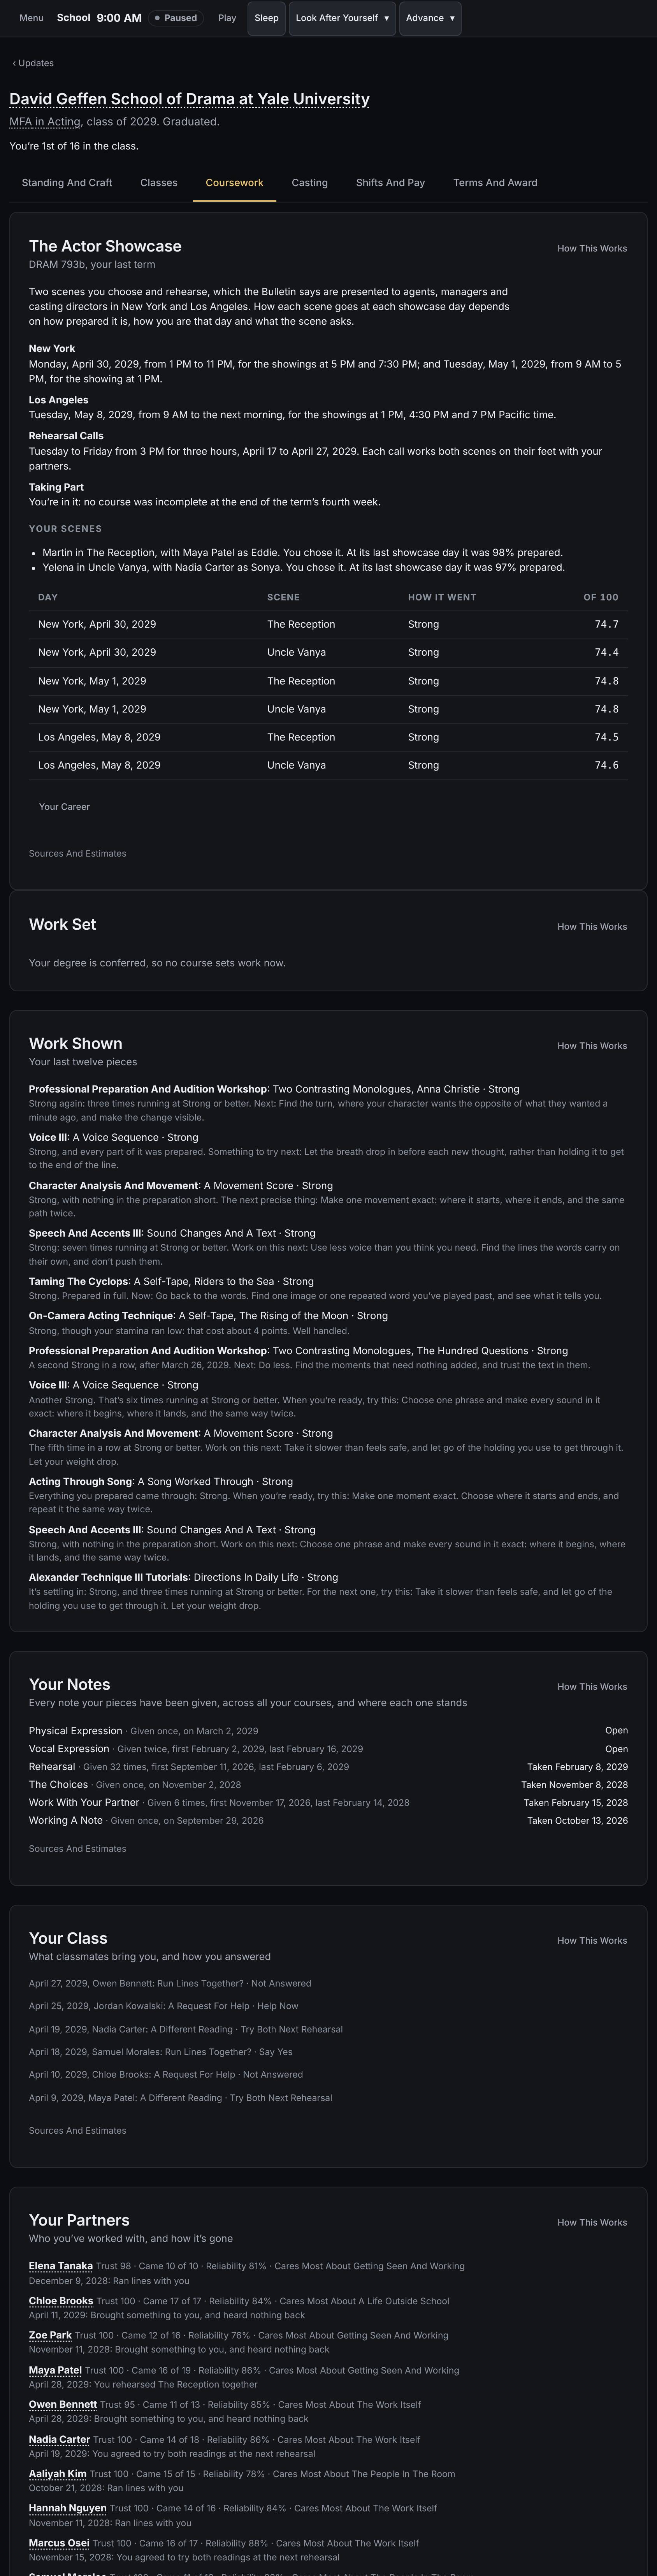 Menu School 9:00 AM Paused Play Sleep Look After Yourself ▾ Advance ▾
‹ Updates
David Geffen School of Drama at Yale University
MFA in Acting, class of 2029. Graduated.
You're 1st of 16 in the class.
Standing And Craft Classes Coursework Casting Shifts And Pay Terms And Award
The Actor Showcase How This Works
DRAM 793b, your last term
Two scenes you choose and rehearse, which the Bulletin says are presented to agents, managers and
casting directors in New York and Los Angeles. How each scene goes at each showcase day depends
on how prepared it is, how you are that day and what the scene asks.
New York
Monday, April 30, 2029, from 1 PM to 11 PM, for the showings at 5 PM and 7:30 PM; and Tuesday, May 1, 2029, from 9 AM to 5
PM, for the showing at 1 PM.
Los Angeles
Tuesday, May 8, 2029, from 9 AM to the next morning, for the showings at 1 PM, 4:30 PM and 7 PM Pacific time.
Rehearsal Calls
Tuesday to Friday from 3 PM for three hours, April 17 to April 27, 2029. Each call works both scenes on their feet with your
partners.
Taking Part
You're in it: no course was incomplete at the end of the term's fourth week.
YOUR SCENES
• Martin in The Reception, with Maya Patel as Eddie. You chose it. At its last showcase day it was 98% prepared.
• Yelena in Uncle Vanya, with Nadia Carter as Sonya. You chose it. At its last showcase day it was 97% prepared.
DAY SCENE HOW IT WENT OF 100
New York, April 30, 2029 The Reception Strong 74.7
New York, April 30, 2029 Uncle Vanya Strong 74.4
New York, May 1, 2029 The Reception Strong 74.8
New York, May 1, 2029 Uncle Vanya Strong 74.8
Los Angeles, May 8, 2029 The Reception Strong 74.5
Los Angeles, May 8, 2029 Uncle Vanya Strong 74.6
Your Career
Sources And Estimates
Work Set How This Works
Your degree is conferred, so no course sets work now.
Work Shown How This Works
Your last twelve pieces
Professional Preparation And Audition Workshop: Two Contrasting Monologues, Anna Christie · Strong
Strong again: three times running at Strong or better. Next: Find the turn, where your character wants the opposite of what they wanted a
minute ago, and make the change visible.
Voice III: A Voice Sequence · Strong
Strong, and every part of it was prepared. Something to try next: Let the breath drop in before each new thought, rather than holding it to get
to the end of the line.
Character Analysis And Movement: A Movement Score · Strong
Strong, with nothing in the preparation short. The next precise thing: Make one movement exact: where it starts, where it ends, and the same
path twice.
Speech And Accents III: Sound Changes And A Text · Strong
Strong: seven times running at Strong or better. Work on this next: Use less voice than you think you need. Find the lines the words carry on
their own, and don't push them.
Taming The Cyclops: A Self-Tape, Riders to the Sea · Strong
Strong. Prepared in full. Now: Go back to the words. Find one image or one repeated word you've played past, and see what it tells you.
On-Camera Acting Technique: A Self-Tape, The Rising of the Moon · Strong
Strong, though your stamina ran low: that cost about 4 points. Well handled.
Professional Preparation And Audition Workshop: Two Contrasting Monologues, The Hundred Questions · Strong
A second Strong in a row, after March 26, 2029. Next: Do less. Find the moments that need nothing added, and trust the text in them.
Voice III: A Voice Sequence · Strong
Another Strong. That's six times running at Strong or better. When you're ready, try this: Choose one phrase and make every sound in it
exact: where it begins, where it lands, and the same way twice.
Character Analysis And Movement: A Movement Score · Strong
The fifth time in a row at Strong or better. Work on this next: Take it slower than feels safe, and let go of the holding you use to get through it.
Let your weight drop.
Acting Through Song: A Song Worked Through · Strong
Everything you prepared came through: Strong. When you're ready, try this: Make one moment exact. Choose where it starts and ends, and
repeat it the same way twice.
Speech And Accents III: Sound Changes And A Text · Strong
Strong, with nothing in the preparation short. Work on this next: Choose one phrase and make every sound in it exact: where it begins, where
it lands, and the same way twice.
Alexander Technique III Tutorials: Directions In Daily Life · Strong
It's settling in: Strong, and three times running at Strong or better. For the next one, try this: Take it slower than feels safe, and let go of the
holding you use to get through it. Let your weight drop.
Your Notes How This Works
Every note your pieces have been given, across all your courses, and where each one stands
Physical Expression · Given once, on March 2, 2029 Open
Vocal Expression · Given twice, first February 2, 2029, last February 16, 2029 Open
Rehearsal · Given 32 times, first September 11, 2026, last February 6, 2029 Taken February 8, 2029
The Choices · Given once, on November 2, 2028 Taken November 8, 2028
Work With Your Partner · Given 6 times, first November 17, 2026, last February 14, 2028 Taken February 15, 2028
Working A Note · Given once, on September 29, 2026 Taken October 13, 2026
Sources And Estimates
Your Class How This Works
What classmates bring you, and how you answered
April 27, 2029, Owen Bennett: Run Lines Together? · Not Answered
April 25, 2029, Jordan Kowalski: A Request For Help · Help Now
April 19, 2029, Nadia Carter: A Different Reading · Try Both Next Rehearsal
April 18, 2029, Samuel Morales: Run Lines Together? · Say Yes
April 10, 2029, Chloe Brooks: A Request For Help · Not Answered
April 9, 2029, Maya Patel: A Different Reading · Try Both Next Rehearsal
Sources And Estimates
Your Partners How This Works
Who you've worked with, and how it's gone
Elena Tanaka Trust 98 · Came 10 of 10 · Reliability 81% · Cares Most About Getting Seen And Working
December 9, 2028: Ran lines with you
Chloe Brooks Trust 100 · Came 17 of 17 · Reliability 84% · Cares Most About A Life Outside School
April 11, 2029: Brought something to you, and heard nothing back
Zoe Park Trust 100 · Came 12 of 16 · Reliability 76% · Cares Most About Getting Seen And Working
November 11, 2028: Brought something to you, and heard nothing back
Maya Patel Trust 100 · Came 16 of 19 · Reliability 86% · Cares Most About Getting Seen And Working
April 28, 2029: You rehearsed The Reception together
Owen Bennett Trust 95 · Came 11 of 13 · Reliability 85% · Cares Most About The Work Itself
April 28, 2029: Brought something to you, and heard nothing back
Nadia Carter Trust 100 · Came 14 of 18 · Reliability 86% · Cares Most About The Work Itself
April 19, 2029: You agreed to try both readings at the next rehearsal
Aaliyah Kim Trust 100 · Came 15 of 15 · Reliability 78% · Cares Most About The People In The Room
October 21, 2028: Ran lines with you
Hannah Nguyen Trust 100 · Came 14 of 16 · Reliability 84% · Cares Most About The Work Itself
November 11, 2028: Ran lines with you
Marcus Osei Trust 100 · Came 16 of 17 · Reliability 88% · Cares Most About The Work Itself
November 15, 2028: You agreed to try both readings at the next rehearsal